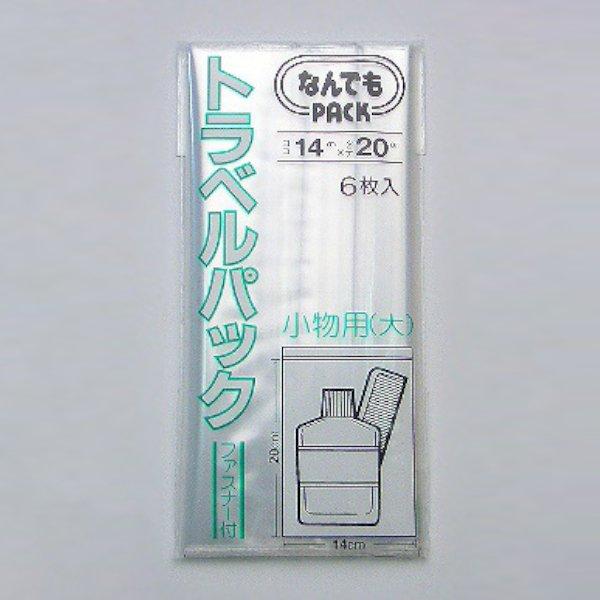 トラベルパック
ファスナー付
なんでも
PACK
ヨコ14cm×タテ20cm
6枚入
小物用(大)
20cm
14cm